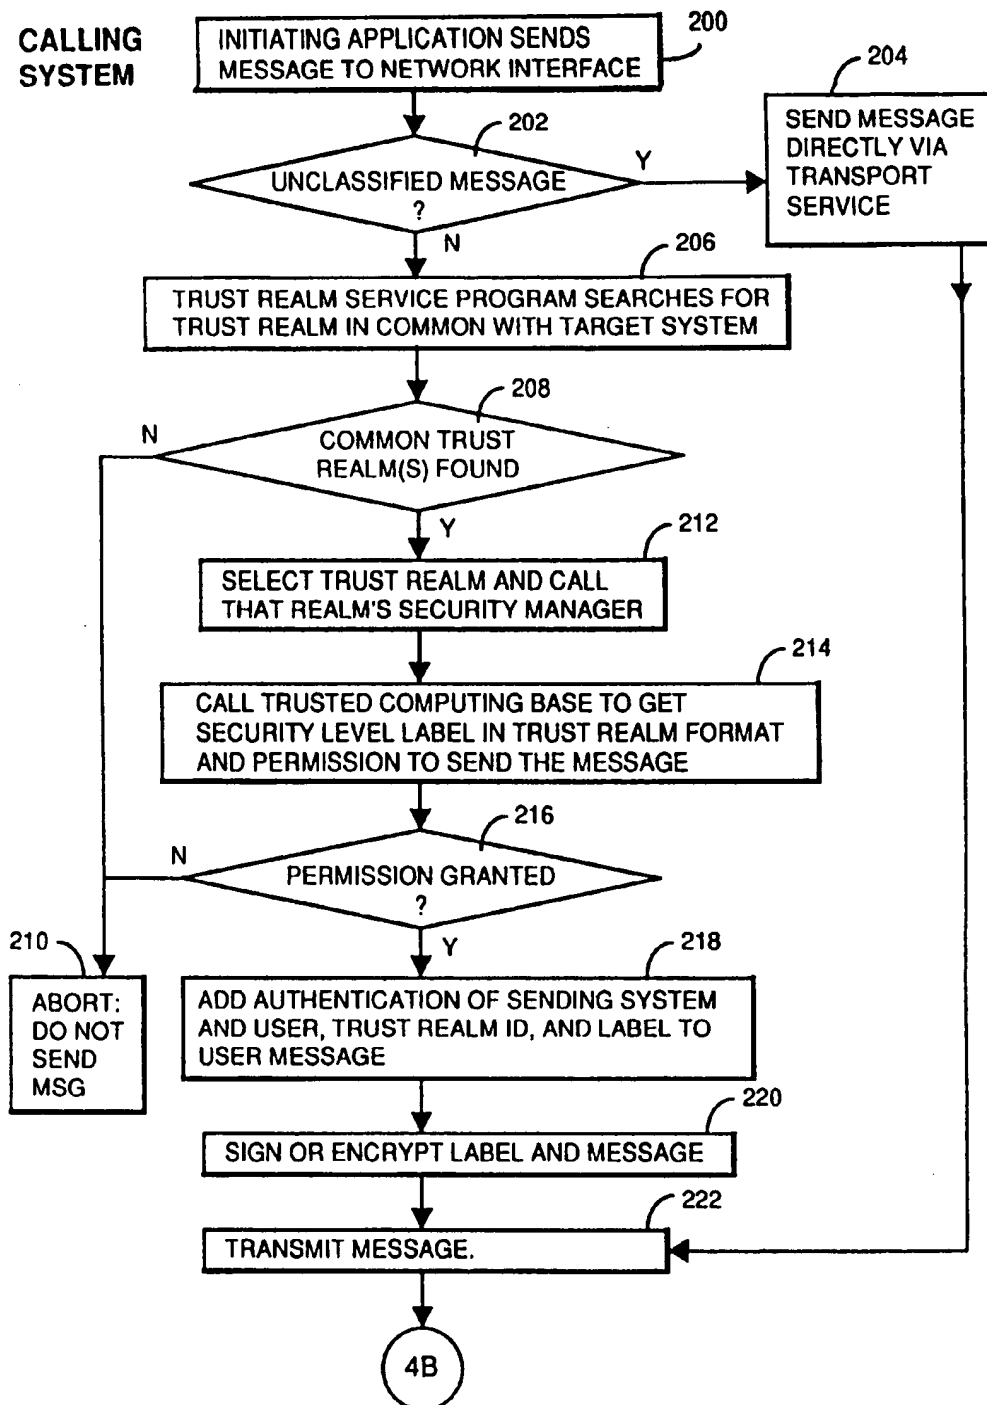 CALLING
SYSTEM
INITIATING APPLICATION SENDS
MESSAGE TO NETWORK INTERFACE
200
202
UNCLASSIFIED MESSAGE
?
Y
N
204
SEND MESSAGE
DIRECTLY VIA
TRANSPORT
SERVICE
206
TRUST REALM SERVICE PROGRAM SEARCHES FOR
TRUST REALM IN COMMON WITH TARGET SYSTEM
208
COMMON TRUST
REALM(S) FOUND
N
Y
212
SELECT TRUST REALM AND CALL
THAT REALM'S SECURITY MANAGER
214
CALL TRUSTED COMPUTING BASE TO GET
SECURITY LEVEL LABEL IN TRUST REALM FORMAT
AND PERMISSION TO SEND THE MESSAGE
216
PERMISSION GRANTED
?
N
Y
210
ABORT:
DO NOT
SEND
MSG
218
ADD AUTHENTICATION OF SENDING SYSTEM
AND USER, TRUST REALM ID, AND LABEL TO
USER MESSAGE
220
SIGN OR ENCRYPT LABEL AND MESSAGE
222
TRANSMIT MESSAGE.
4B